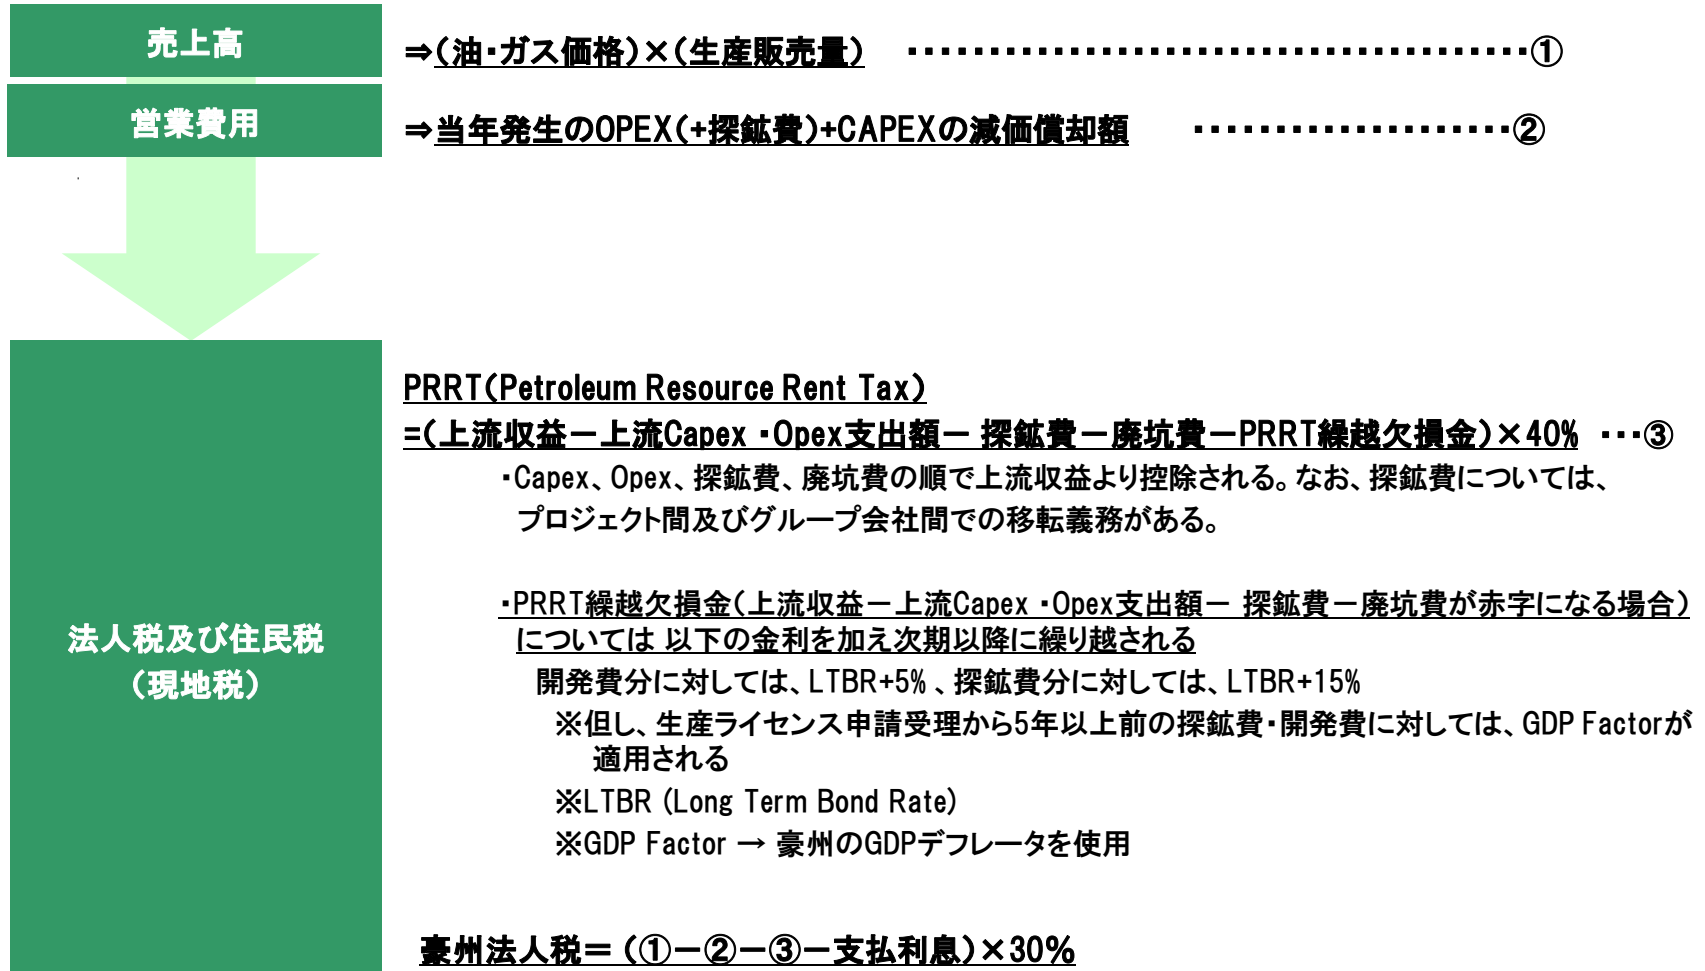 売上高
⇒(油・ガス価格)×(生産販売量) ・・・・・・・・・・・・・・・・・・・・・・・・・・・・・・・・・・・・・・・①
営業費用
⇒当年発生のOPEX(+探鉱費)+CAPEXの減価償却額 ・・・・・・・・・・・・・・・・・・・・②
PRRT(Petroleum Resource Rent Tax)
=(上流収益－上流Capex ・Opex支出額－ 探鉱費－廃坑費－PRRT繰越欠損金)×40% ・・・③
・Capex、Opex、探鉱費、廃坑費の順で上流収益より控除される。なお、探鉱費については、
プロジェクト間及びグループ会社間での移転義務がある。
・PRRT繰越欠損金(上流収益－上流Capex ・Opex支出額－ 探鉱費－廃坑費が赤字になる場合)
については 以下の金利を加え次期以降に繰り越される
開発費分に対しては、LTBR+5% 、探鉱費分に対しては、LTBR+15%
※但し、生産ライセンス申請受理から5年以上前の探鉱費・開発費に対しては、GDP Factorが
適用される
※LTBR (Long Term Bond Rate)
※GDP Factor → 豪州のGDPデフレータを使用
法人税及び住民税
(現地税)
豪州法人税＝ (①－②－③－支払利息)×30%